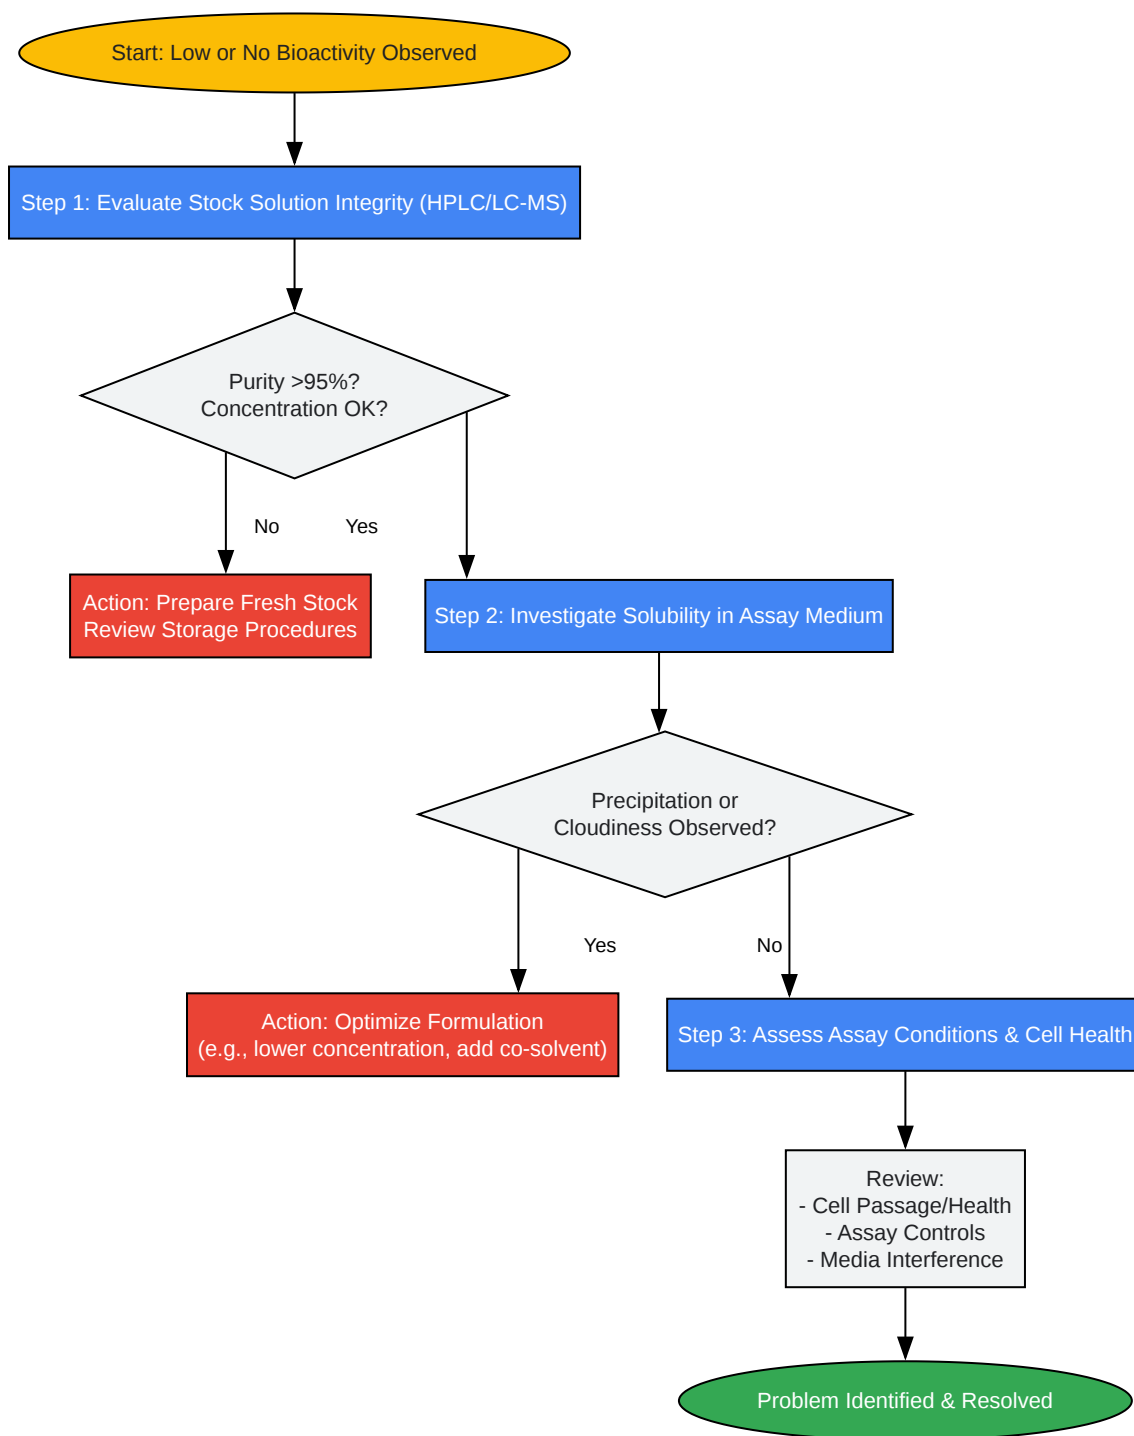 Start: Low or No Bioactivity Observed
Step 1: Evaluate Stock Solution Integrity (HPLC/LC-MS)
Purity >95%?
Concentration OK?
No
Yes
Action: Prepare Fresh Stock
Review Storage Procedures
Step 2: Investigate Solubility in Assay Medium
Precipitation or
Cloudiness Observed?
Yes
No
Action: Optimize Formulation
(e.g., lower concentration, add co-solvent)
Step 3: Assess Assay Conditions & Cell Health
Review:
- Cell Passage/Health
- Assay Controls
- Media Interference
Problem Identified & Resolved